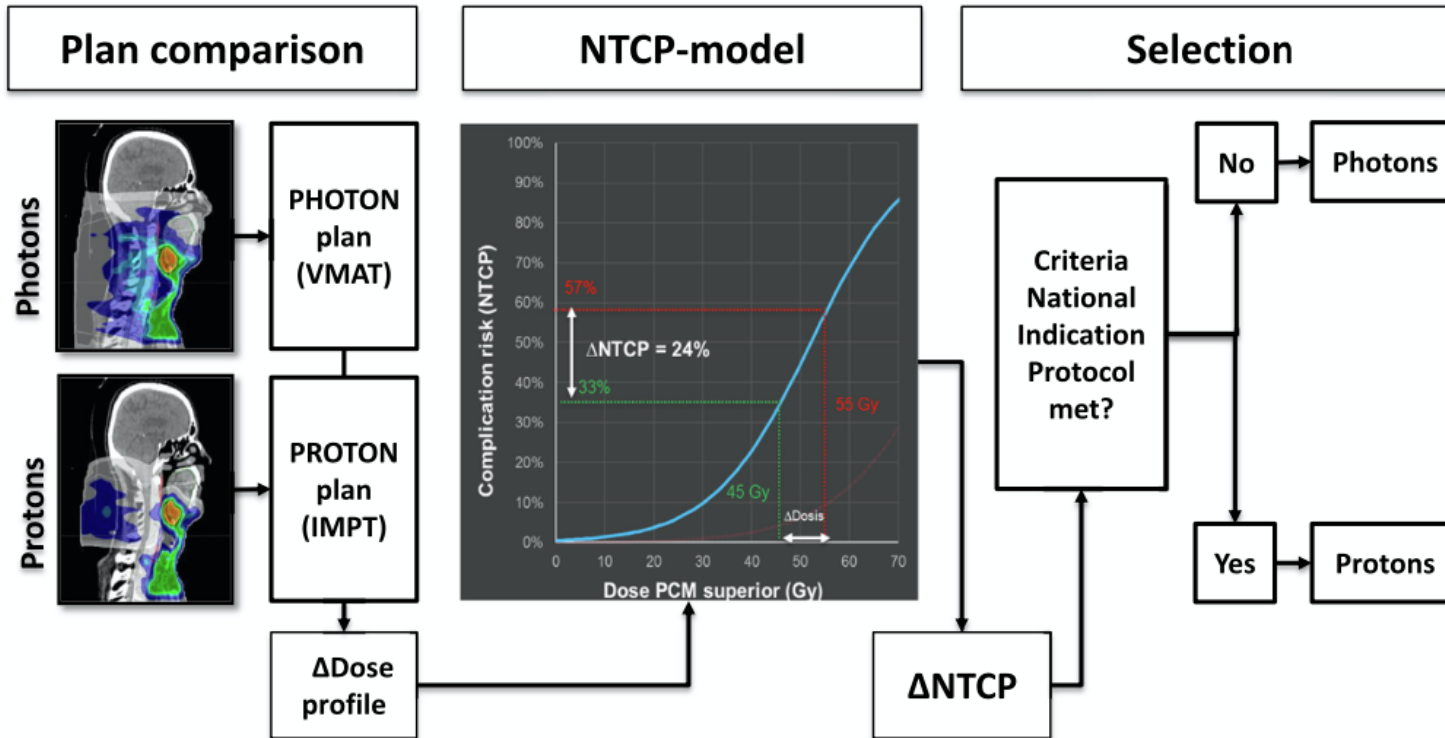 Plan comparison
NTCP-model
Selection
Photons
PHOTON
plan
(VMAT)
Protons
PROTON
plan
(IMPT)
ΔDose
profile
Complication risk (NTCP)
100%
90%
80%
70%
60%
50%
40%
30%
20%
10%
0%
57%
ΔNTCP = 24%
33%
55 Gy
45 Gy
ΔDosis
0
10
20
30
40
50
60
70
Dose PCM superior (Gy)
ΔNTCP
Criteria
National
Indication
Protocol
met?
No
Photons
Yes
Protons